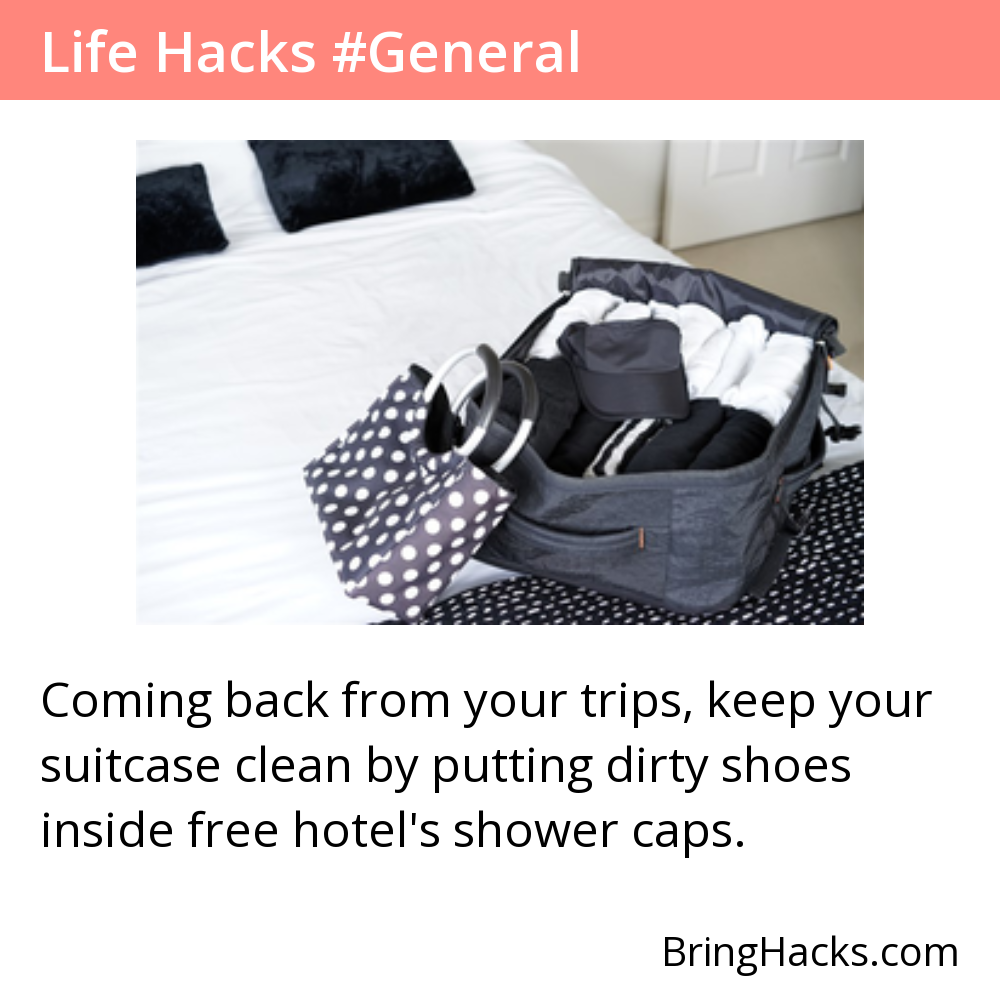 Life Hacks #General
Coming back from your trips, keep your
suitcase clean by putting dirty shoes
inside free hotel's shower caps.
BringHacks.com